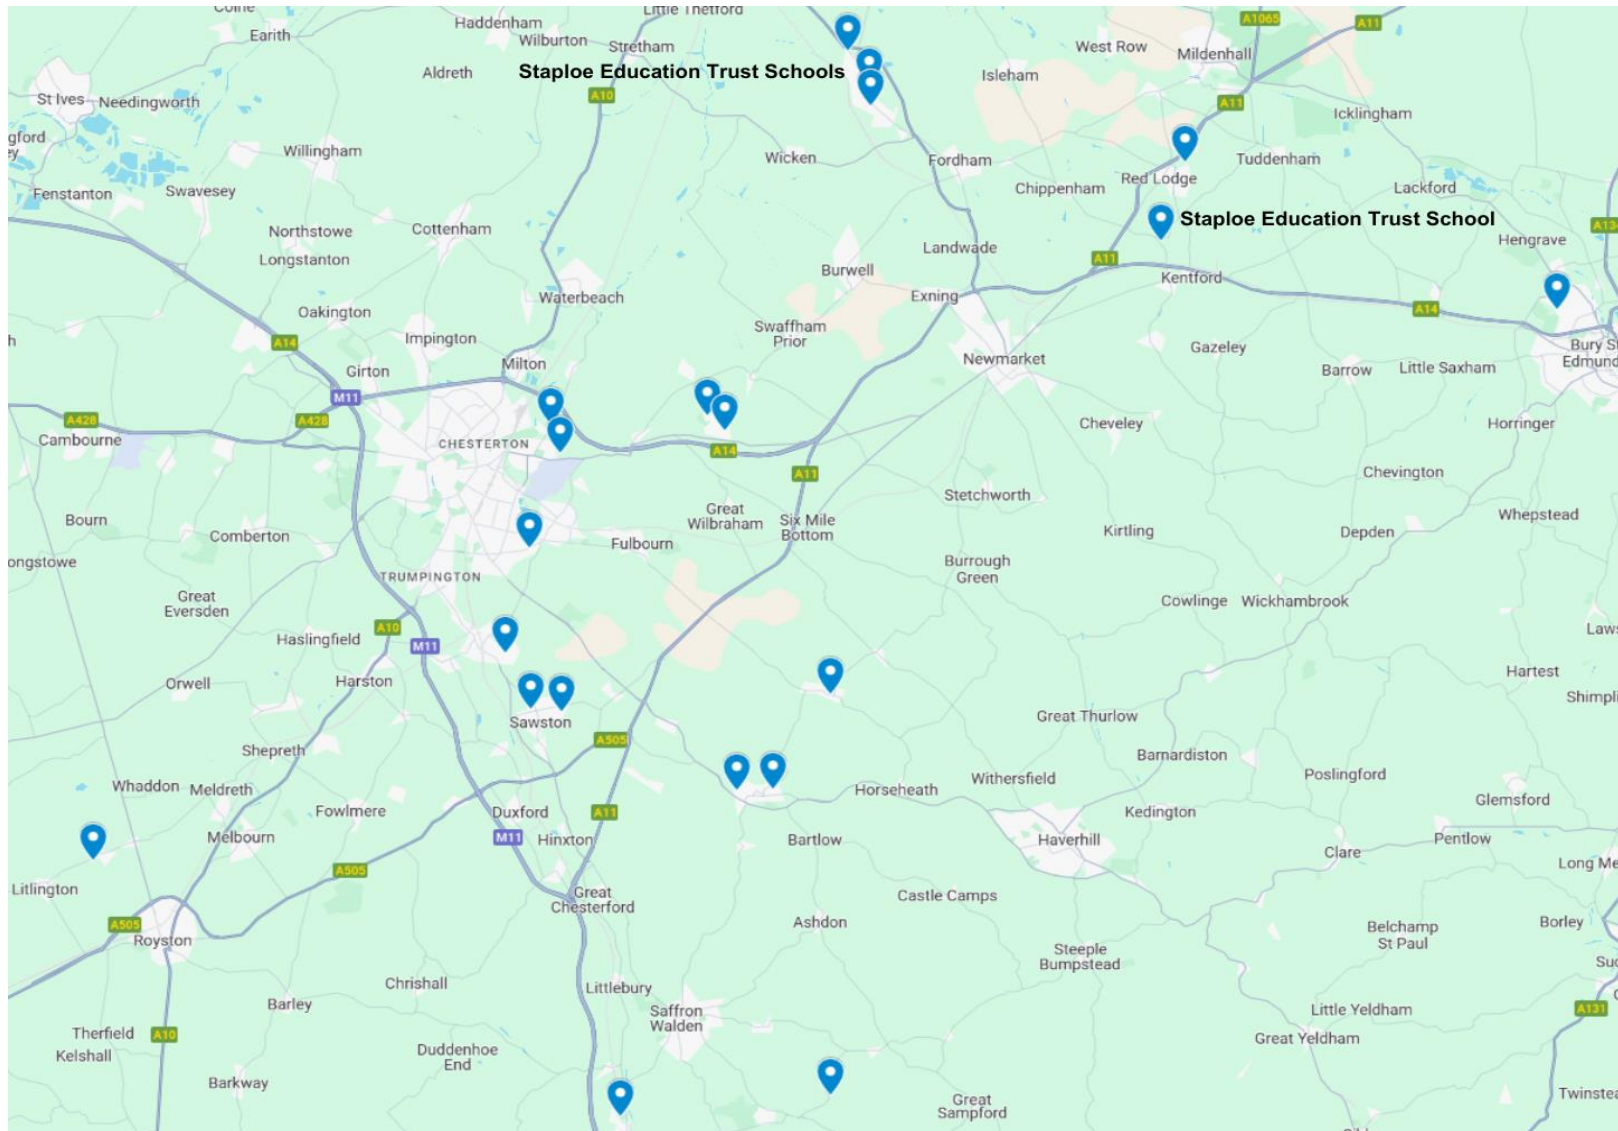 Colne
Little Thetford
Earith
Haddenham
Wilburton
Stretham
A1065
A11
West Row
Mildenhall
Aldreth
Staploe Education Trust Schools
Isleham
St Ives
Needingworth
A10
A11
Icklingham
Willingham
Wicken
Fordham
Tuddenham
Fenstanton
Swavesey
Chippenham
Red Lodge
Lackford
Staploe Education Trust School
Northstowe
Cottenham
Longstanton
Landwade
Hengrave
A11
Burwell
Kentford
Waterbeach
Exning
A14
Oakington
Swaffham
Prior
A14
Impington
Gazeley
Milton
Girton
Newmarket
Barrow
Little Saxham
M11
A428
A428
Cambourne
CHESTERTON
Cheveley
Horringer
A14
A11
Chevington
Stetchworth
Bourn
Great
Wilbraham
Six Mile
Bottom
Whepstead
Comberton
Fulbourn
Kirtling
Depden
Burrough
Green
TRUMPINGTON
Great
Eversden
Cowlinge
Wickhambrook
A10
Haslingfield
M11
Hartest
Orwell
Harston
Sawston
Great Thurlow
A505
Shepreth
Barnardiston
Whaddon
Meldreth
Horseheath
Withersfield
Poslingford
Fowlmere
Duxford
A11
Kedington
Glemsford
Melbourn
M11
Hinxton
Bartlow
Haverhill
Pentlow
Clare
A505
Litlington
Great
Chesterford
Castle Camps
A505
Ashdon
Borley
Royston
Belchamp
St Paul
Steeple
Bumpstead
Chrishall
Littlebury
Barley
Saffron
Walden
Little Yeldham
A131
Therfield
A10
Great Yeldham
Kelshall
Duddenhoe
End
Barkway
Great
Sampford